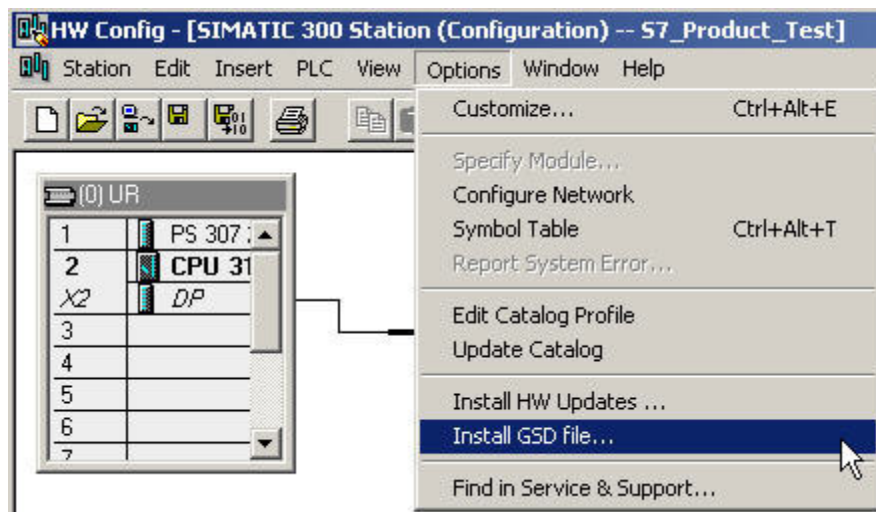 HW Config - [SIMATIC 300 Station (Configuration) -- S7_Product_Test]
Station Edit Insert PLC View Options Window Help
Customize... Ctrl+Alt+E
Specify Module...
Configure Network
Symbol Table Ctrl+Alt+T
Report System Error...
Edit Catalog Profile
Update Catalog
Install HW Updates ...
Install GSD file...
Find in Service & Support...
(0) UR
1 PS 307
2 CPU 31
X2 DP
3
4
5
6
7